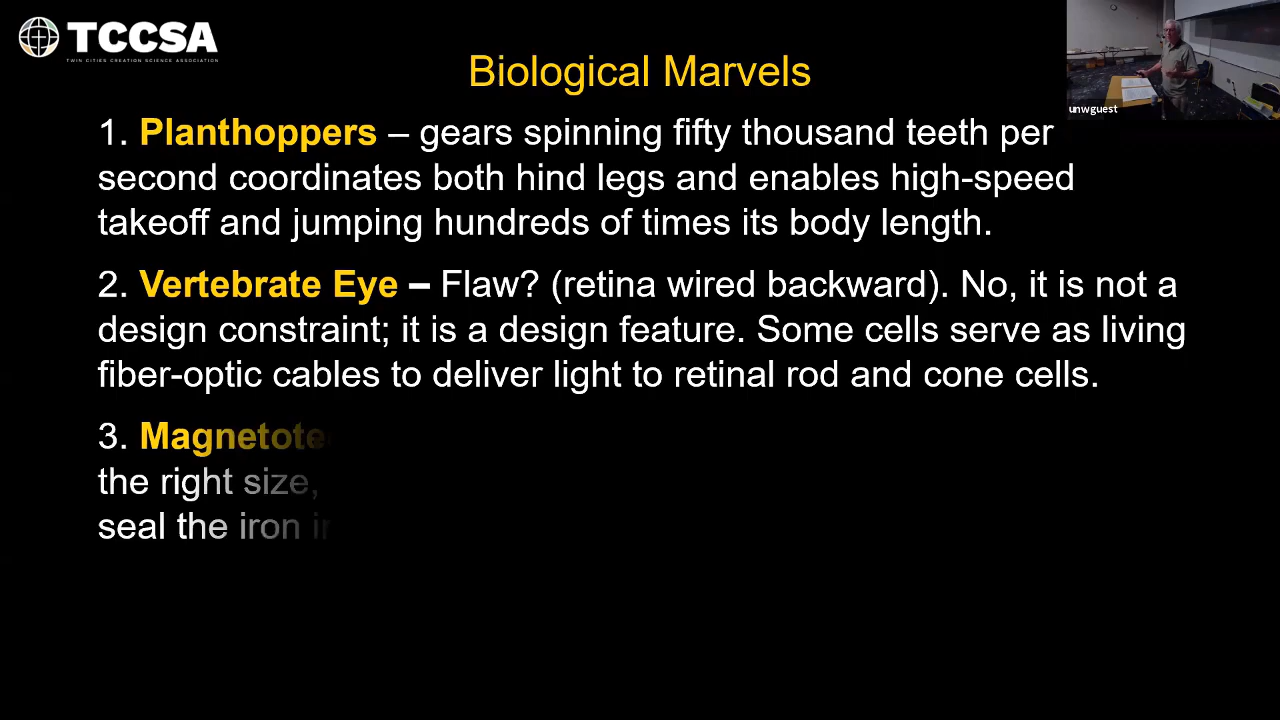 TCCSA
TWIN CITIES CREATION SCIENCE ASSOCIATION
Biological Marvels
unwguest
1. Planthoppers – gears spinning fifty thousand teeth per
second coordinates both hind legs and enables high-speed
takeoff and jumping hundreds of times its body length.
2. Vertebrate Eye – Flaw? (retina wired backward). No, it is not a
design constraint; it is a design feature. Some cells serve as living
fiber-optic cables to deliver light to retinal rod and cone cells.
3.
the right size,
seal the iron